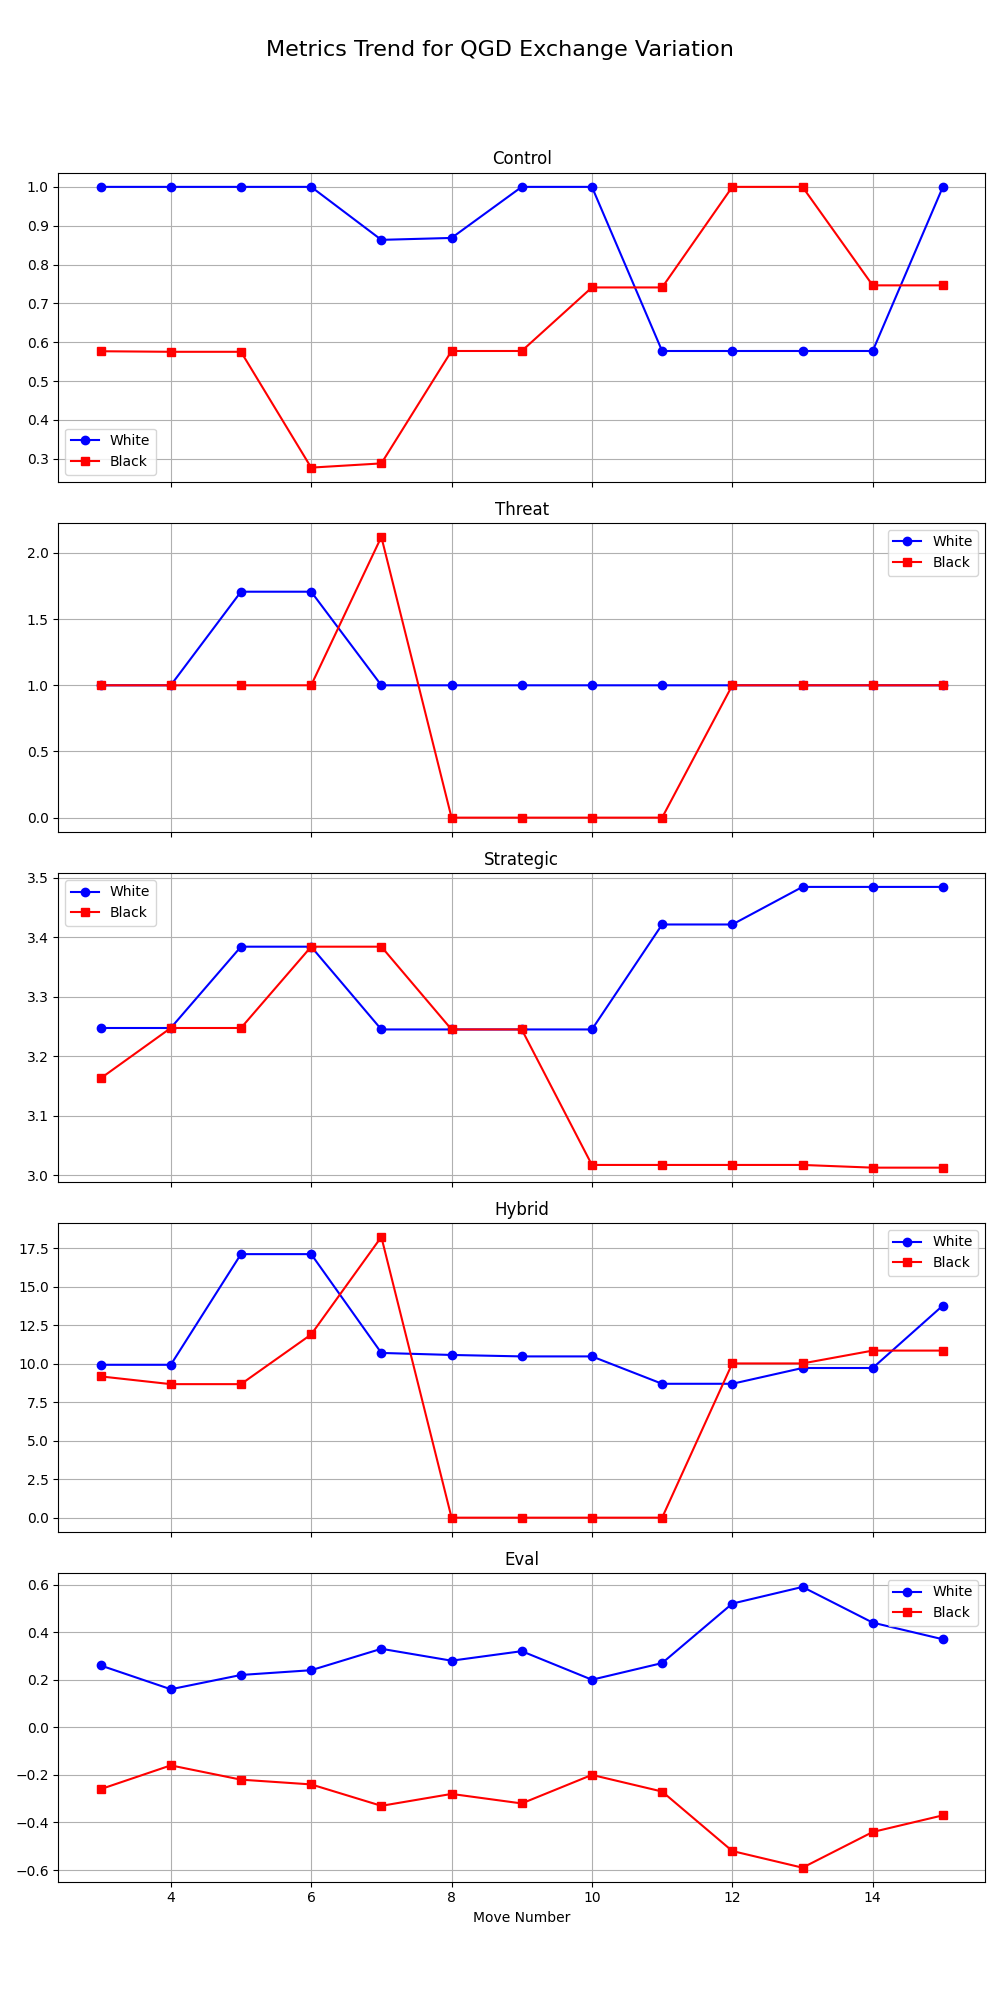 Metrics Trend for QGD Exchange Variation
Control
1.0
0.9
0.8
0.7
0.6
0.5
0.4
0.3
White
Black
Threat
2.0
1.5
1.0
0.5
0.0
White
Black
Strategic
3.5
3.4
3.3
3.2
3.1
3.0
White
Black
Hybrid
17.5
15.0
12.5
10.0
7.5
5.0
2.5
0.0
White
Black
Eval
0.6
0.4
0.2
0.0
−0.2
−0.4
−0.6
White
Black
4 6 8 10 12 14
Move Number